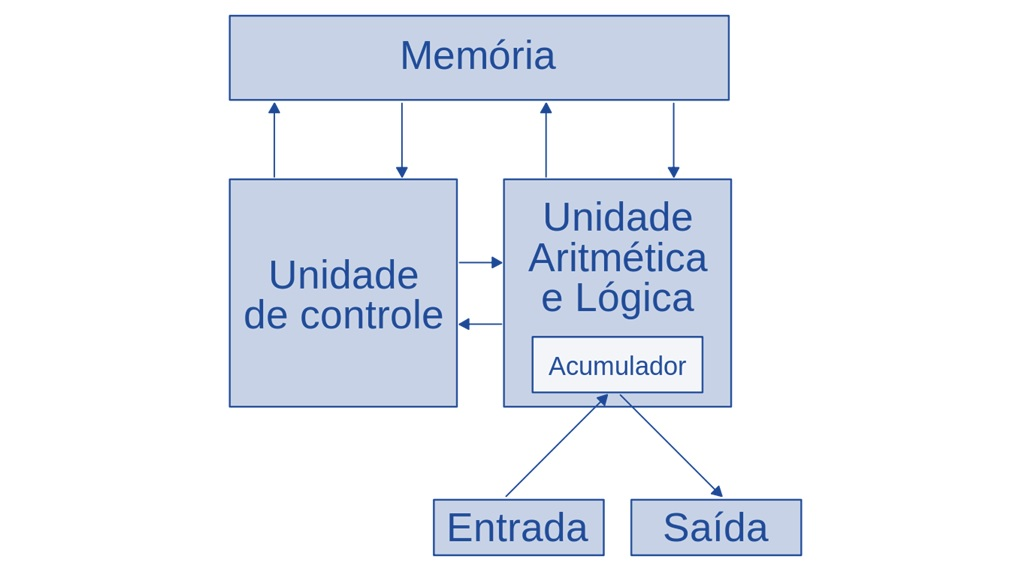 Memória
Unidade
de controle
Unidade
Aritmética
e Lógica
Acumulador
Entrada
Saída